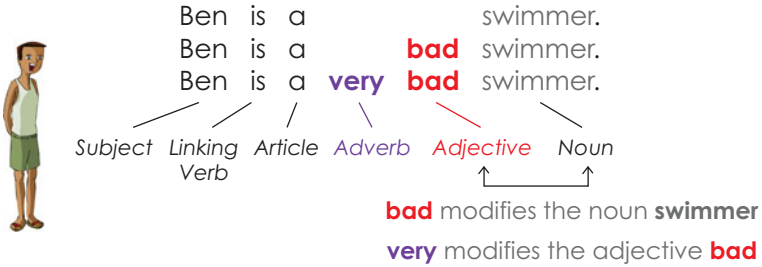 Ben is a swimmer.
Ben is a bad swimmer.
Ben is a very bad swimmer.
Subject Linking Verb Article Adverb Adjective Noun
bad modifies the noun swimmer
very modifies the adjective bad